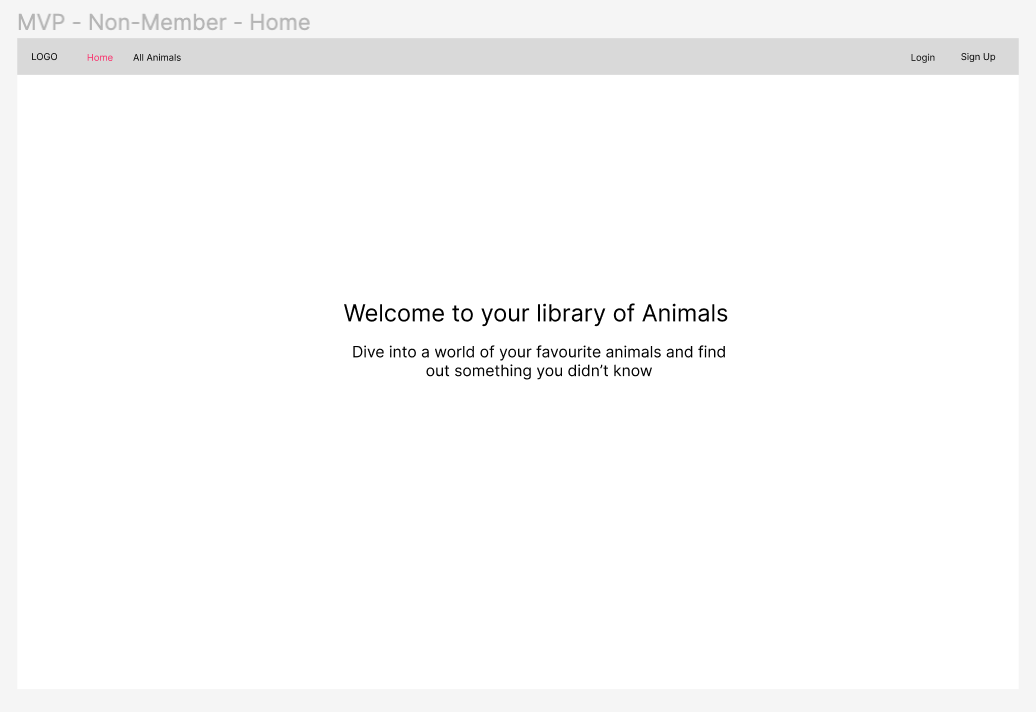 MVP - Non-Member - Home
LOGO Home All Animals Login Sign Up
Welcome to your library of Animals
Dive into a world of your favourite animals and find
out something you didn’t know